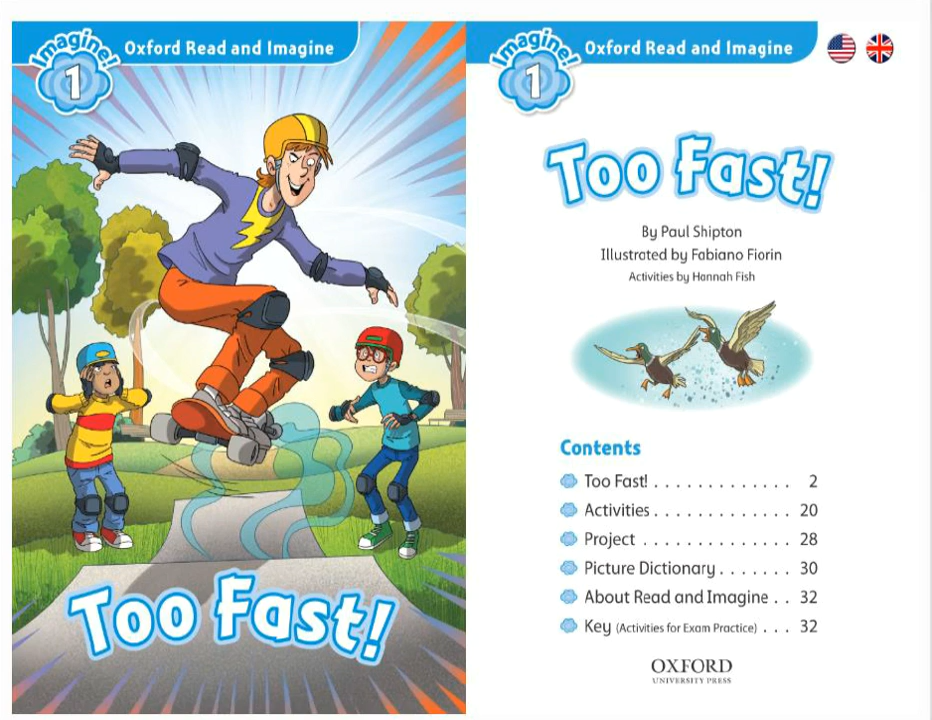 Imagine!
1
Oxford Read and Imagine
Too Fast!
Imagine!
1
Oxford Read and Imagine
Too Fast!
By Paul Shipton
Illustrated by Fabiano Fiorin
Activities by Hannah Fish
Contents
Too Fast! . . . . . . . . . . . . . 2
Activities . . . . . . . . . . . . . 20
Project . . . . . . . . . . . . . . 28
Picture Dictionary . . . . . . . 30
About Read and Imagine . . 32
Key (Activities for Exam Practice) . . . 32
OXFORD
UNIVERSITY PRESS